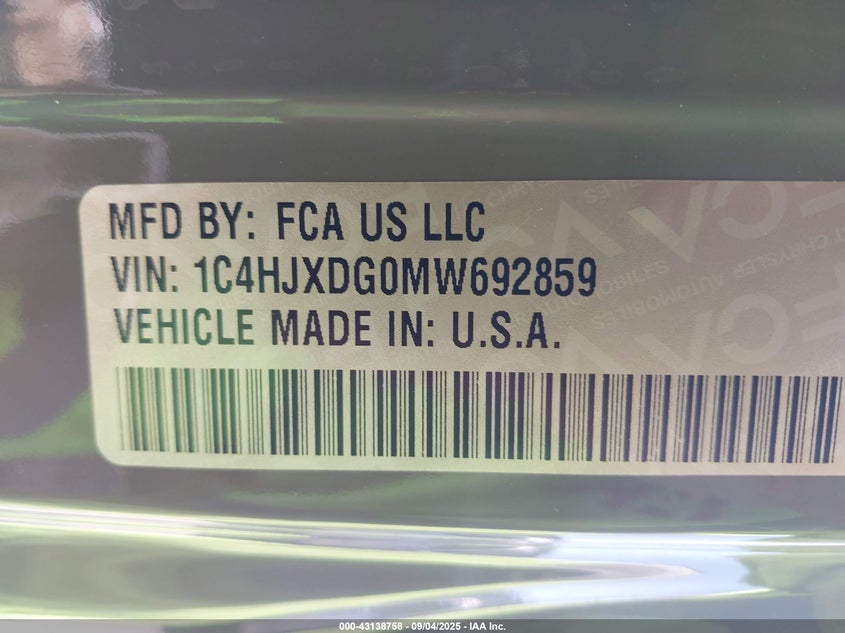 MFD BY: FCA US LLC
VIN: 1C4HJXDG0MW692859
VEHICLE MADE IN: U.S.A.
000-43138758 - 09/04/2025 - IAA Inc.